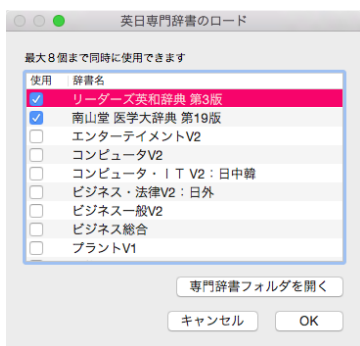 英日専門辞書のロード
最大8個まで同時に使用できます
使用 辞書名
リーダーズ英和辞典 第3版
南山堂 医学大辞典 第19版
エンターテイメントV2
コンピュータV2
コンピュータ・IT V2:日中韓
ビジネス・法律V2:日外
ビジネス一般V2
ビジネス総合
プラントV1
専門辞書フォルダを開く
キャンセル OK